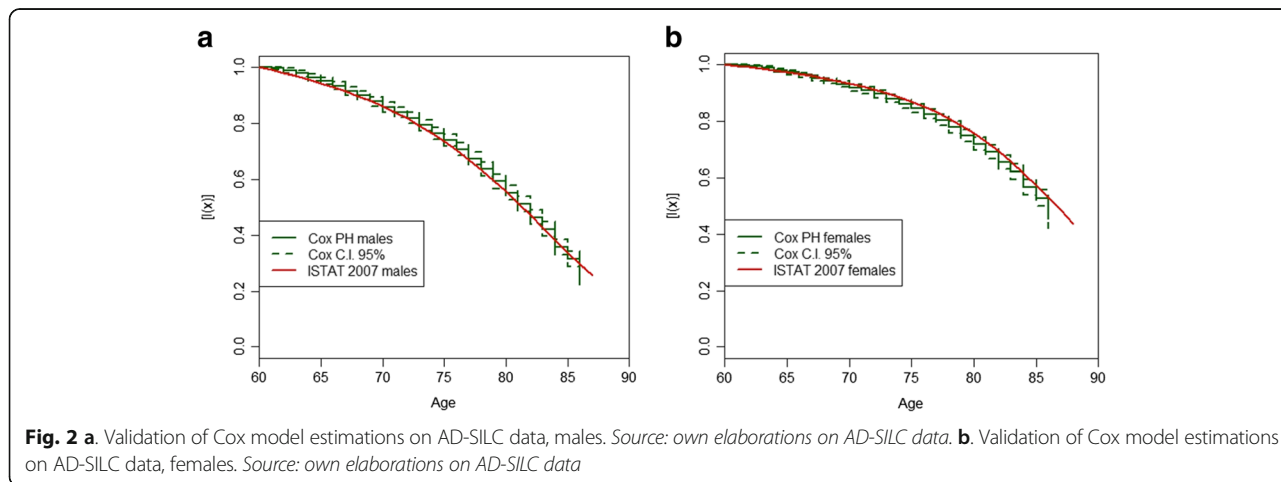 a
1.0
0.8
0.6
0.4
0.2
0.0
[l(x)]
Cox PH males
Cox C.I. 95%
ISTAT 2007 males
60 65 70 75 80 85 90
Age
b
1.0
0.8
0.6
0.4
0.2
0.0
[l(x)]
Cox PH females
Cox C.I. 95%
ISTAT 2007 females
60 65 70 75 80 85 90
Age
Fig. 2 a. Validation of Cox model estimations on AD-SILC data, males. Source: own elaborations on AD-SILC data. b. Validation of Cox model estimations
on AD-SILC data, females. Source: own elaborations on AD-SILC data